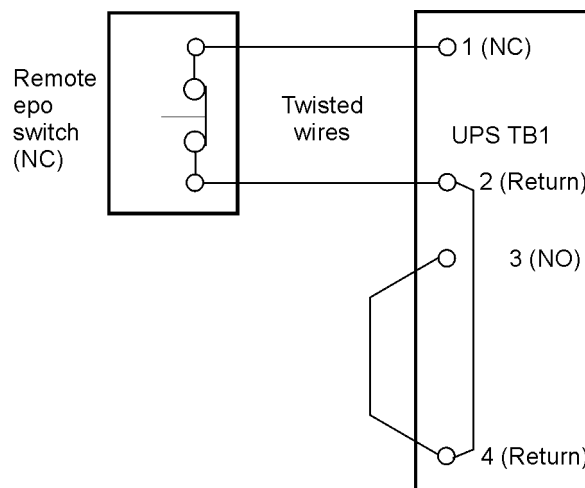 Remote
epo
switch
(NC)
Twisted
wires
1 (NC)
UPS TB1
2 (Return)
3 (NO)
4 (Return)